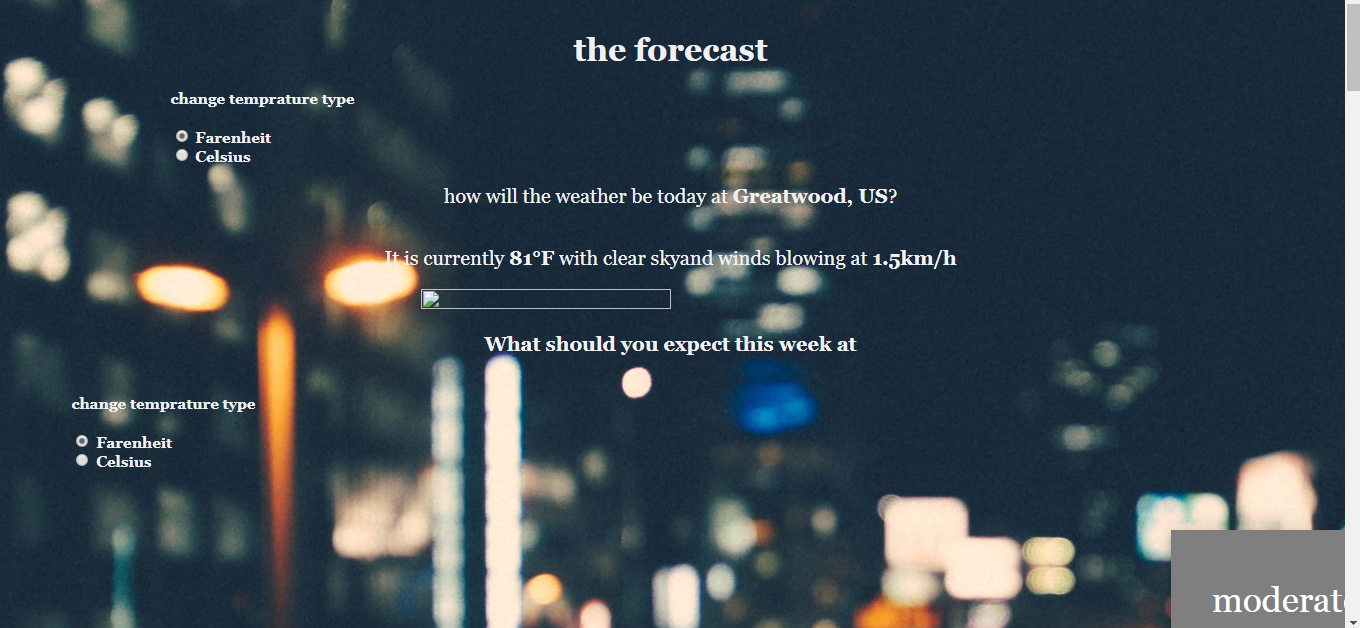 the forecast
change temprature type
Farenheit
Celsius
how will the weather be today at Greatwood, US?
It is currently 81°F with clear skyand winds blowing at 1.5km/h
What should you expect this week at
change temprature type
Farenheit
Celsius
moderat